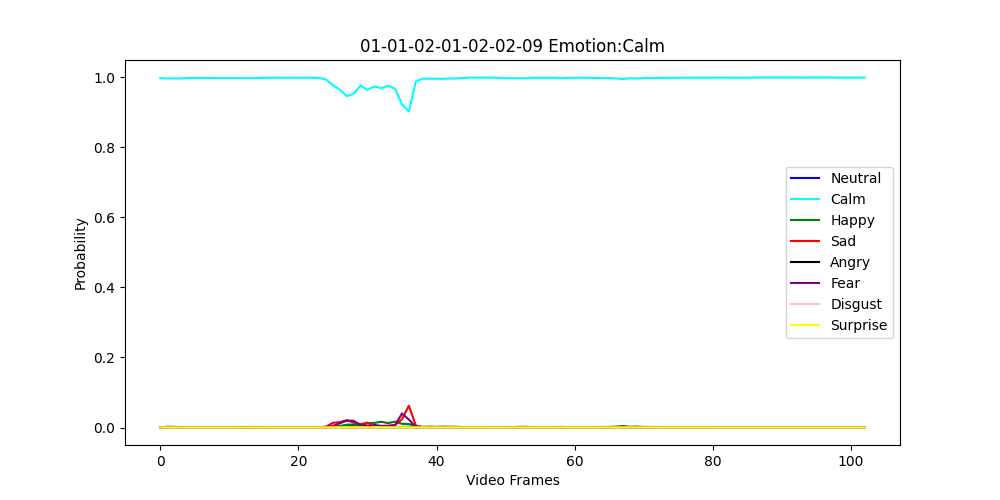 01-01-02-01-02-02-09 Emotion:Calm
1.0
0.8
0.6
0.4
0.2
0.0
Probability
Neutral
Calm
Happy
Sad
Angry
Fear
Disgust
Surprise
0
20
40
60
80
100
Video Frames